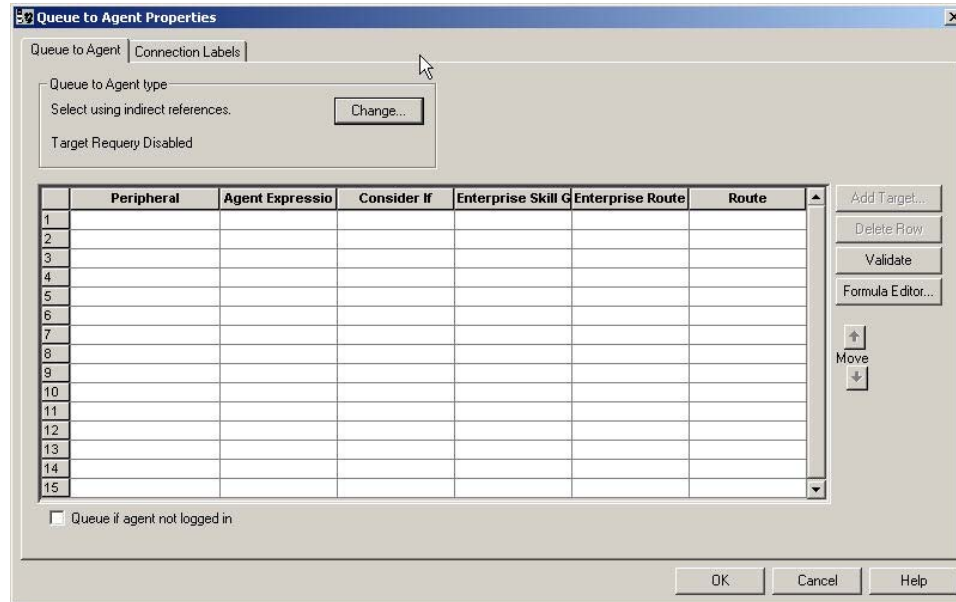 Queue to Agent Properties
Queue to Agent
Connection Labels
Queue to Agent type
Select using indirect references.
Change...
Target Requery Disabled
Peripheral Agent Expressio Consider If Enterprise Skill G Enterprise Route Route
1
2
3
4
5
6
7
8
9
10
11
12
13
14
15
Add Target...
Delete Row
Validate
Formula Editor...
Move
Queue if agent not logged in
OK Cancel Help